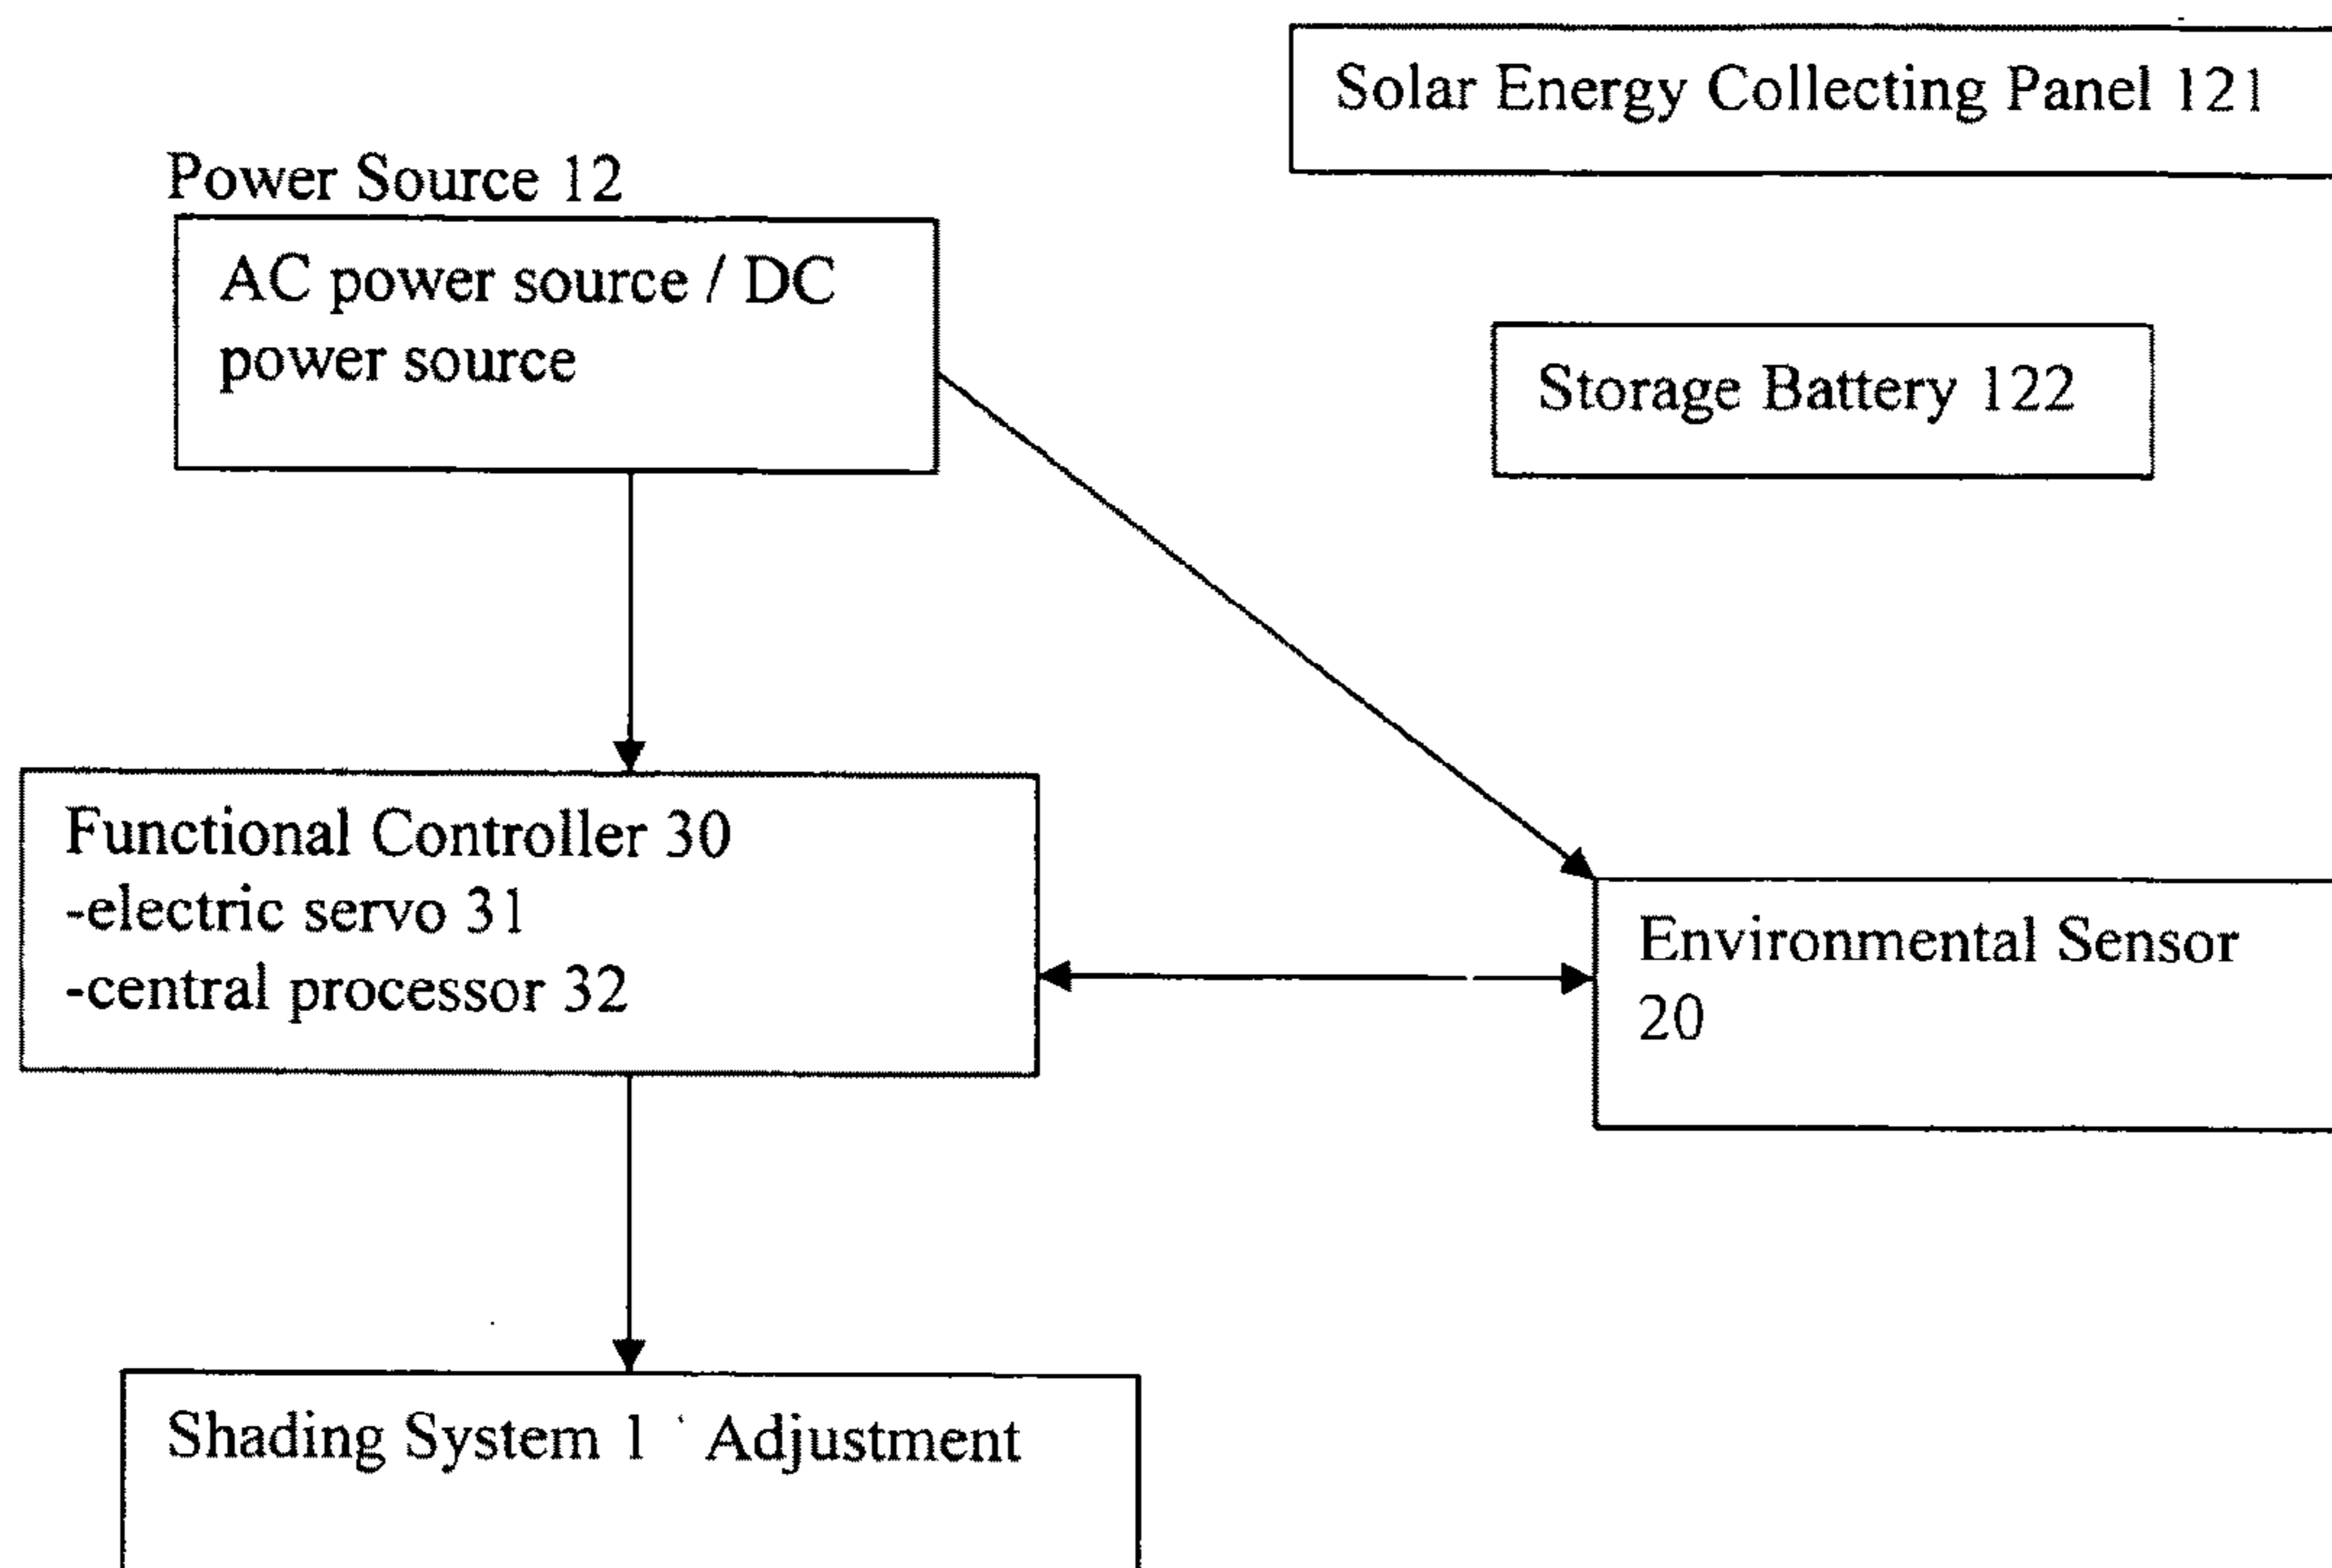 Solar Energy Collecting Panel 121
Power Source 12
AC power source / DC
power source
Storage Battery 122
Functional Controller 30
-electric servo 31
-central processor 32
Environmental Sensor
20
Shading System 1 Adjustment